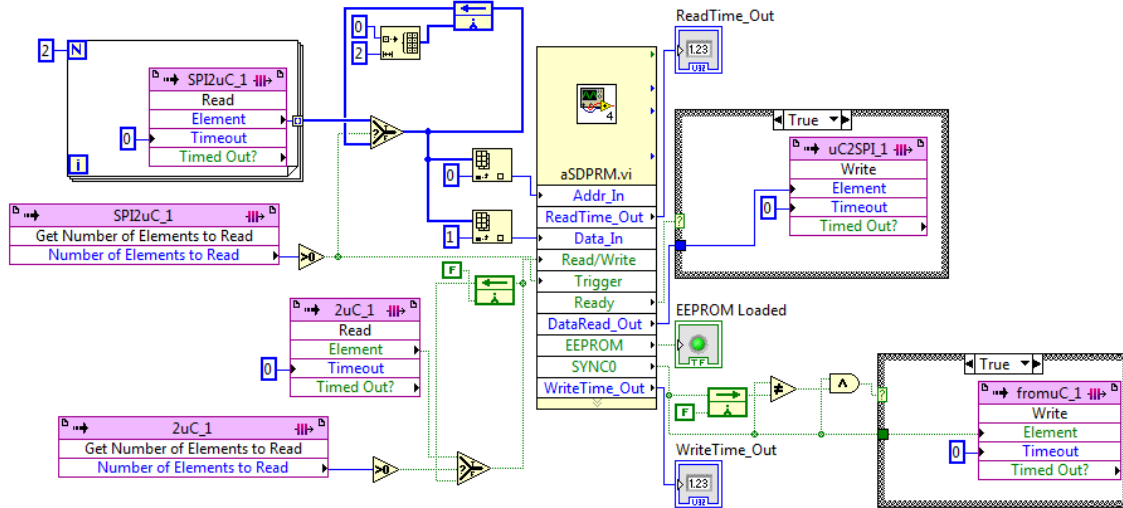 ReadTime_Out
1.23
U32
0
2
2
N
SPI2uC_1
Read
Element
Timeout
Timed Out?
0
i
?
T
F
4
aSDPRM.vi
Addr_In
ReadTime_Out
Data_In
Read/Write
Trigger
Ready
DataRead_Out
EEPROM
SYNC0
WriteTime_Out
0
1
True
uC2SPI_1
Write
Element
Timeout
Timed Out?
0
?
SPI2uC_1
Get Number of Elements to Read
Number of Elements to Read
>0
F
2uC_1
Read
Element
Timeout
Timed Out?
0
EEPROM Loaded
TF
2uC_1
Get Number of Elements to Read
Number of Elements to Read
>0
?
T
F
F
≠
∧
True
fromuC_1
Write
Element
Timeout
Timed Out?
0
?
WriteTime_Out
1.23
U32